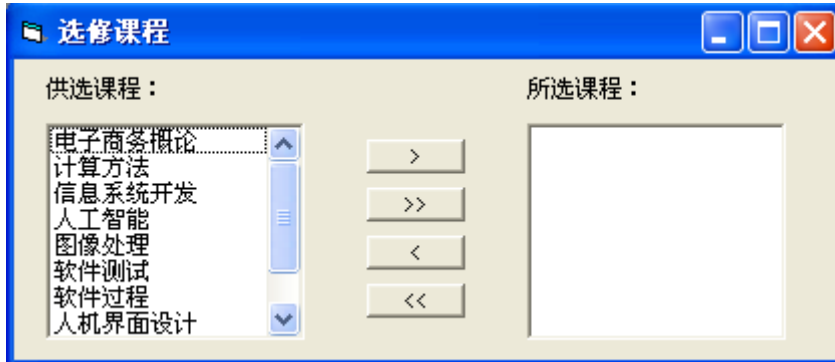 选修课程
供选课程：
所选课程：
电子商务概论
计算方法
信息系统开发
人工智能
图像处理
软件测试
软件过程
人机界面设计
>
>>
<
<<